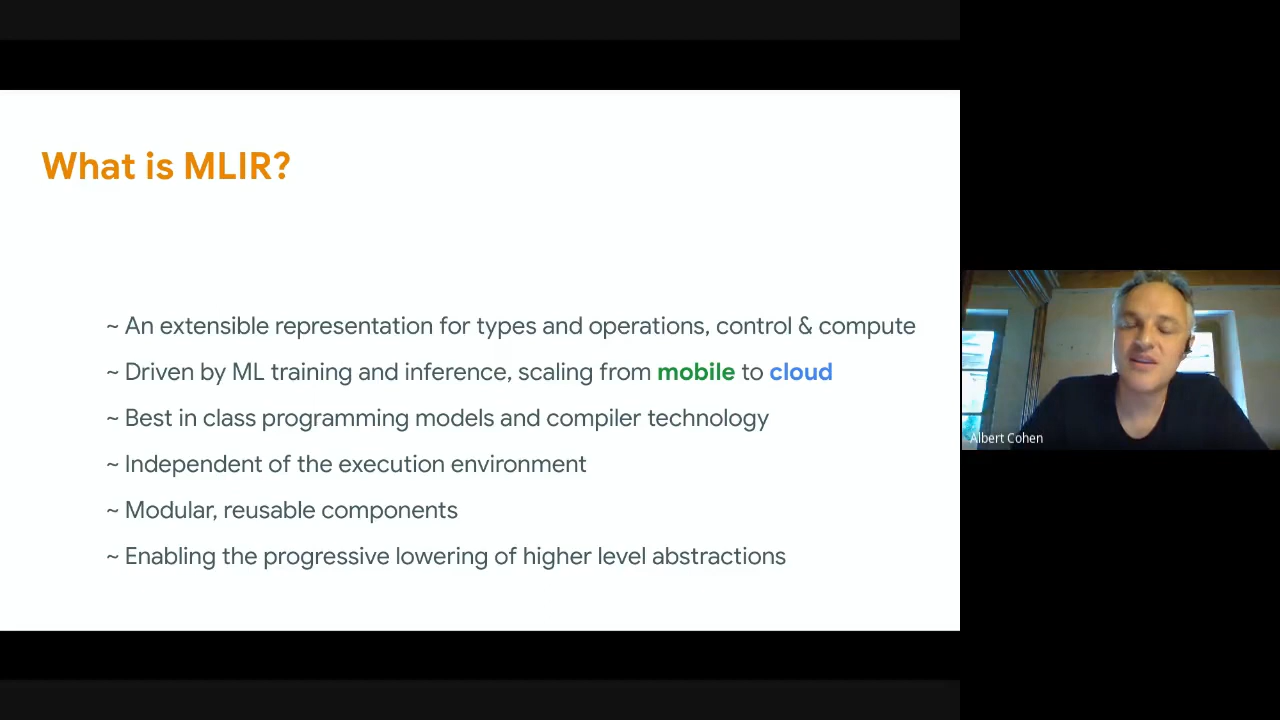 What is MLIR?
~ An extensible representation for types and operations, control & compute
~ Driven by ML training and inference, scaling from mobile to cloud
~ Best in class programming models and compiler technology
~ Independent of the execution environment
~ Modular, reusable components
~ Enabling the progressive lowering of higher level abstractions
Albert Cohen